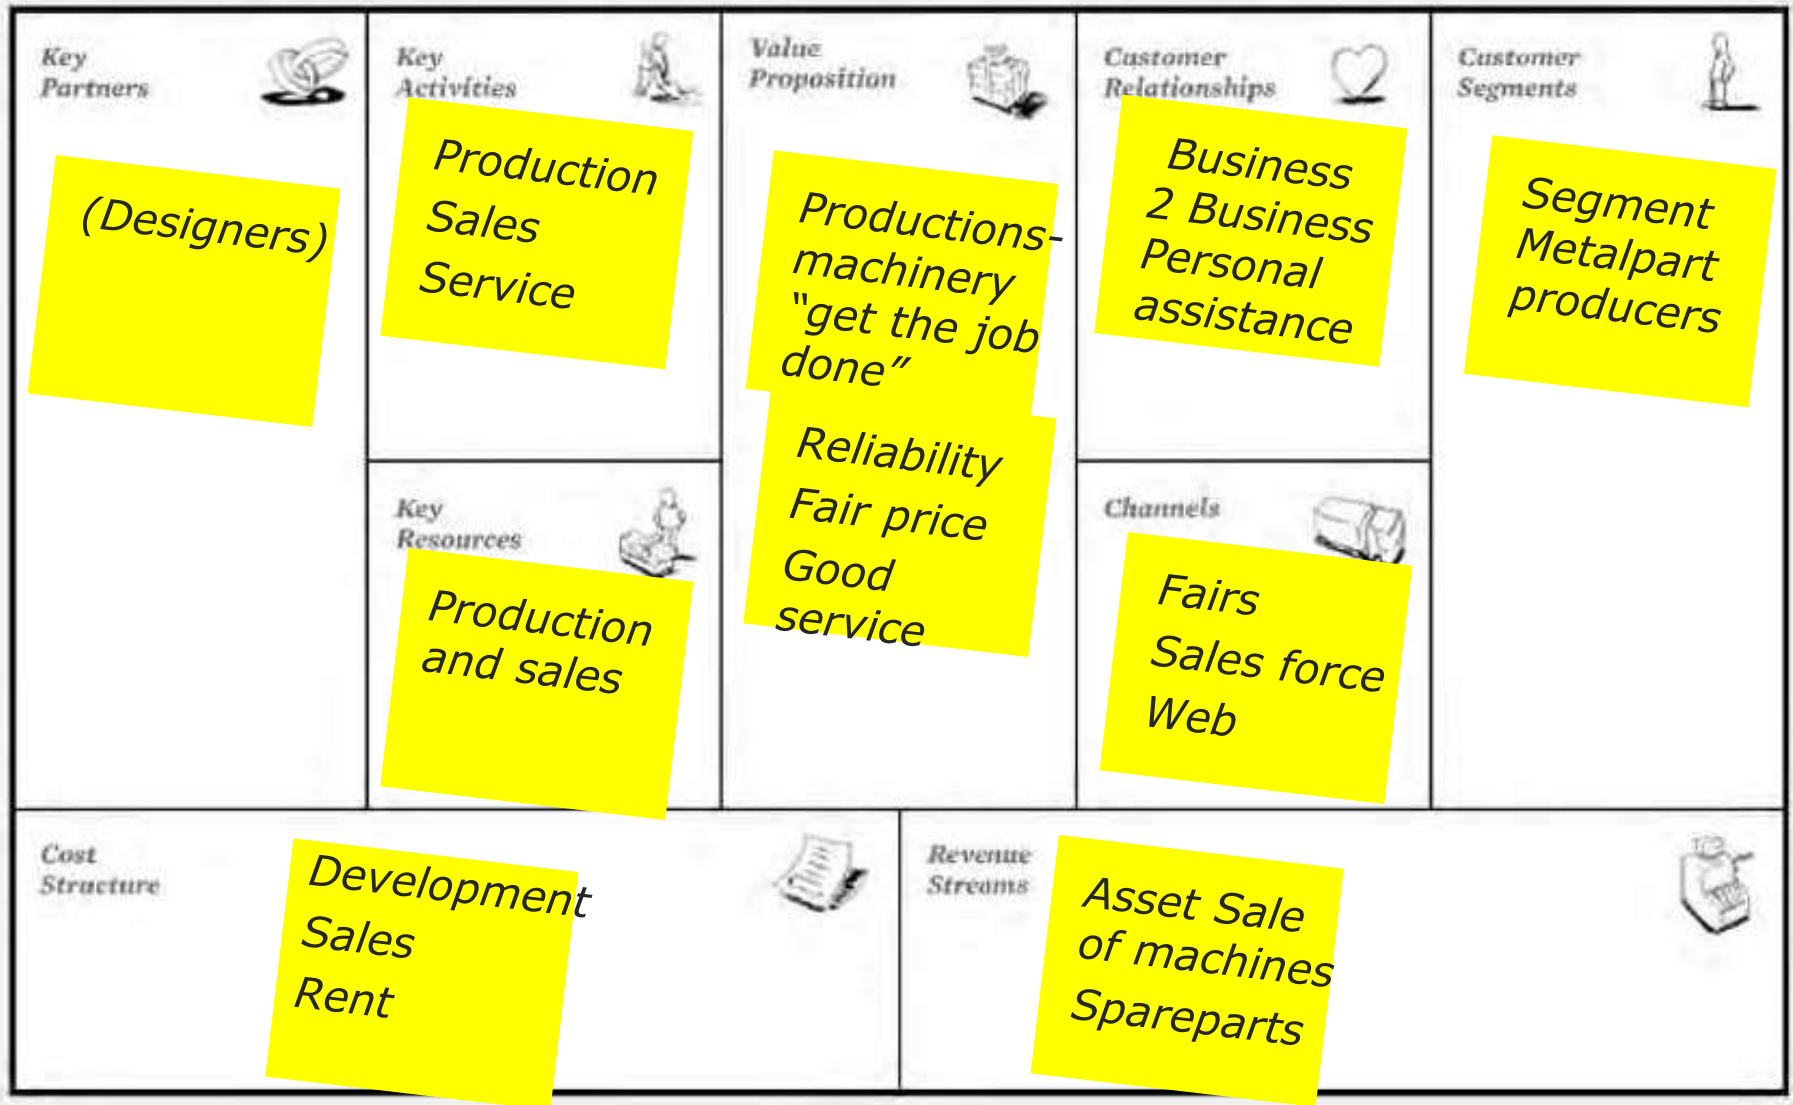 Key
Partners
(Designers)
Key
Activities
Production
Sales
Service
Key
Resources
Production
and sales
Value
Proposition
Productions-
machinery
“get the job
done”
Reliability
Fair price
Good
service
Customer
Relationships
Business
2 Business
Personal
assistance
Channels
Fairs
Sales force
Web
Customer
Segments
Segment
Metalpart
producers
Cost
Structure
Development
Sales
Rent
Revenue
Streams
Asset Sale
of machines
Spareparts